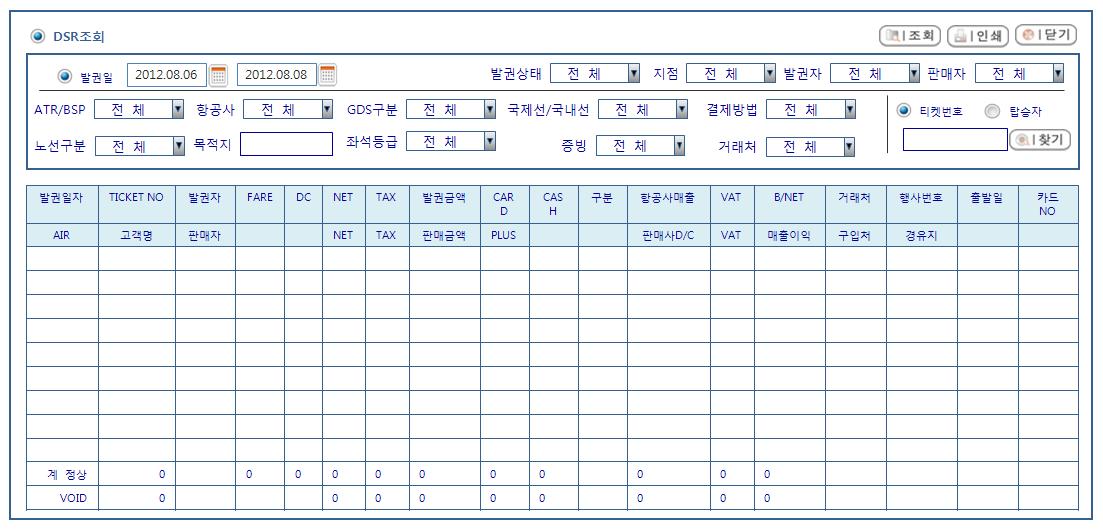 DSR조회 조회 인쇄 닫기
발권일 2012.08.06 2012.08.08 발권상태 전 체 지점 전 체 발권자 전 체 판매자 전 체
ATR/BSP 전 체 항공사 전 체 GDS구분 전 체 국제선/국내선 전 체 결제방법 전 체 티켓번호 탑승자
노선구분 전 체 목적지 좌석등급 전 체 증빙 전 체 거래처 전 체 찾기
발권일자 TICKET NO 발권자 FARE DC NET TAX 발권금액 CAR D CAS H 구분 항공사매출 VAT B/NET 거래처 행사번호 출발일 카드 NO
AIR 고객명 판매자 NET TAX 판매금액 PLUS 판매사D/C VAT 매출이익 구입처 경유지
계 정상 0 0 0 0 0 0 0 0 0 0 0
VOID 0 0 0 0 0 0 0 0 0